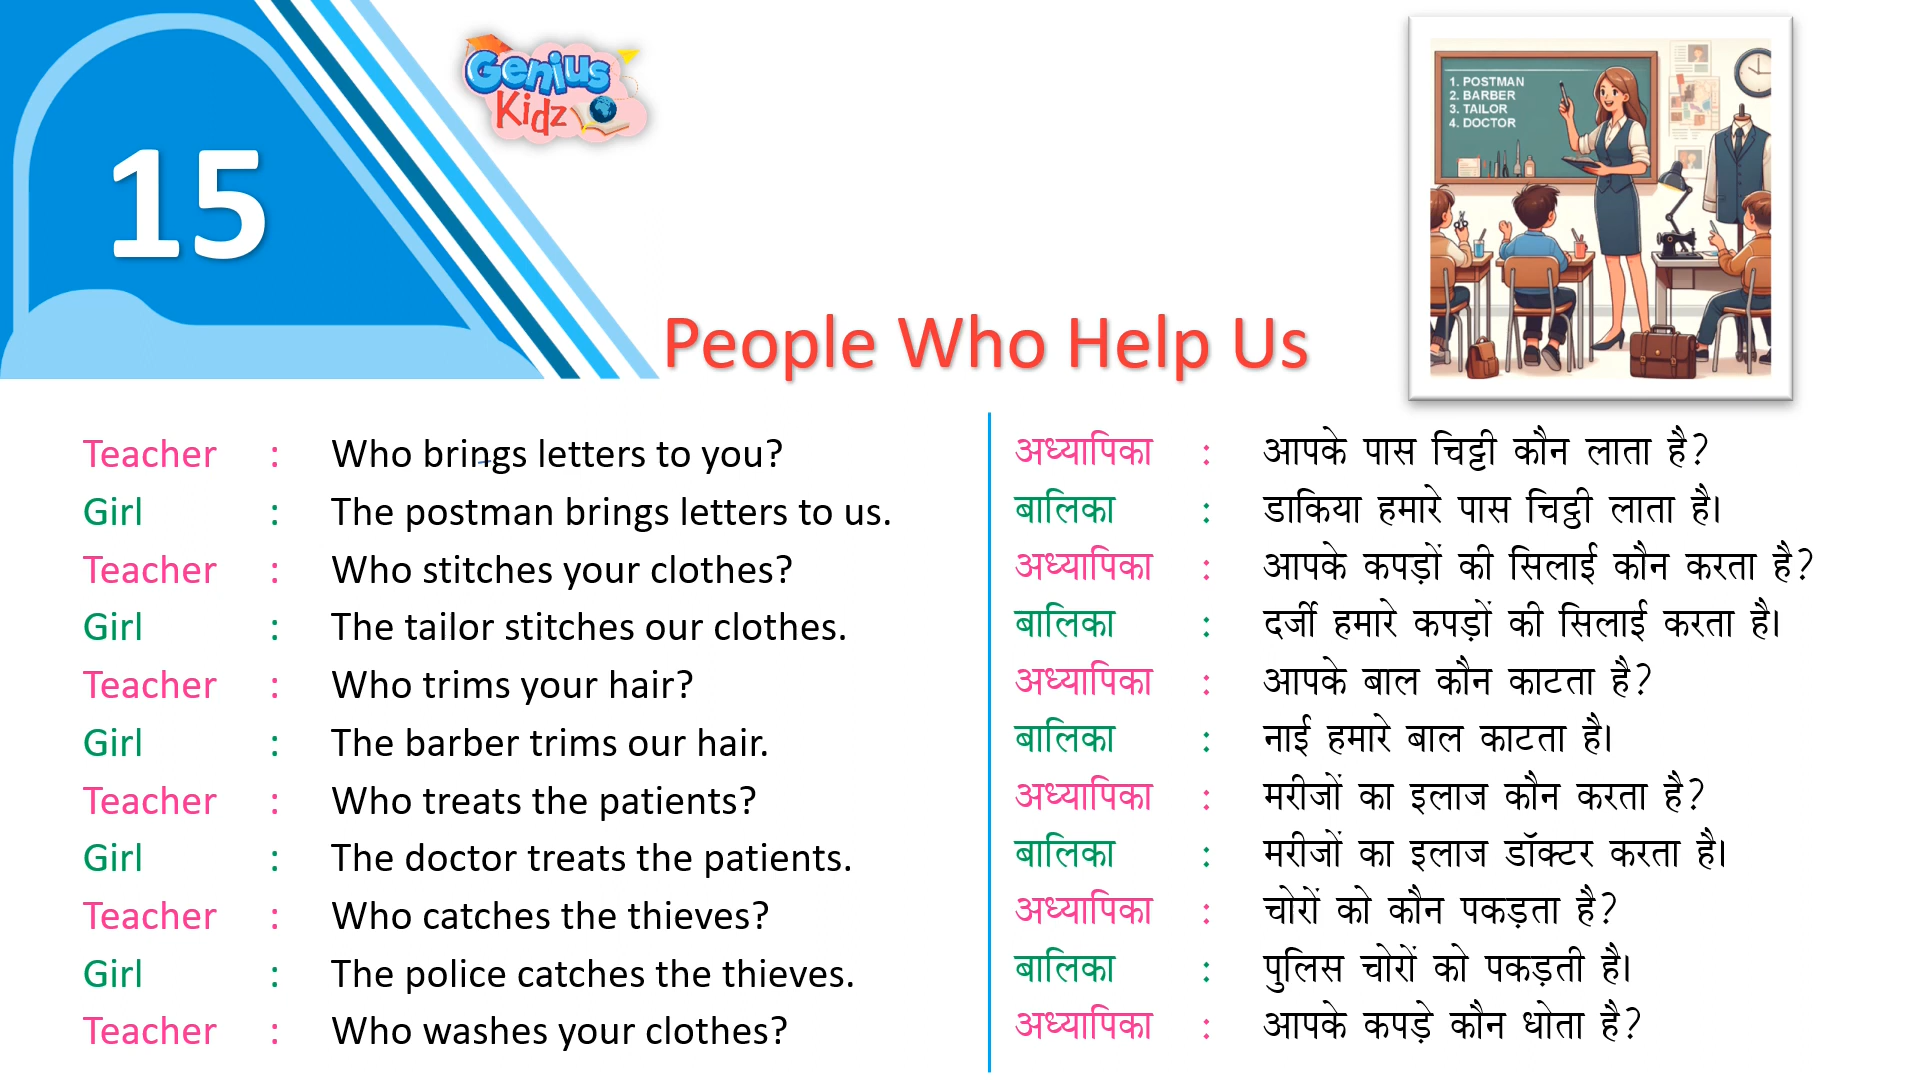 15
Genius
Kidz
1. POSTMAN
2. BARBER
3. TAILOR
4. DOCTOR
People Who Help Us
Teacher : Who brings letters to you?
Girl : The postman brings letters to us.
Teacher : Who stitches your clothes?
Girl : The tailor stitches our clothes.
Teacher : Who trims your hair?
Girl : The barber trims our hair.
Teacher : Who treats the patients?
Girl : The doctor treats the patients.
Teacher : Who catches the thieves?
Girl : The police catches the thieves.
Teacher : Who washes your clothes?
अध्यापिका : आपके पास चिट्टी कौन लाता है?
बालिका : डाकिया हमारे पास चिट्ठी लाता है।
अध्यापिका : आपके कपड़ों की सिलाई कौन करता है?
बालिका : दर्जी हमारे कपड़ों की सिलाई करता है।
अध्यापिका : आपके बाल कौन काटता है?
बालिका : नाई हमारे बाल काटता है।
अध्यापिका : मरीजों का इलाज कौन करता है?
बालिका : मरीजों का इलाज डॉक्टर करता है।
अध्यापिका : चोरों को कौन पकड़ता है?
बालिका : पुलिस चोरों को पकड़ती है।
अध्यापिका : आपके कपड़े कौन धोता है?